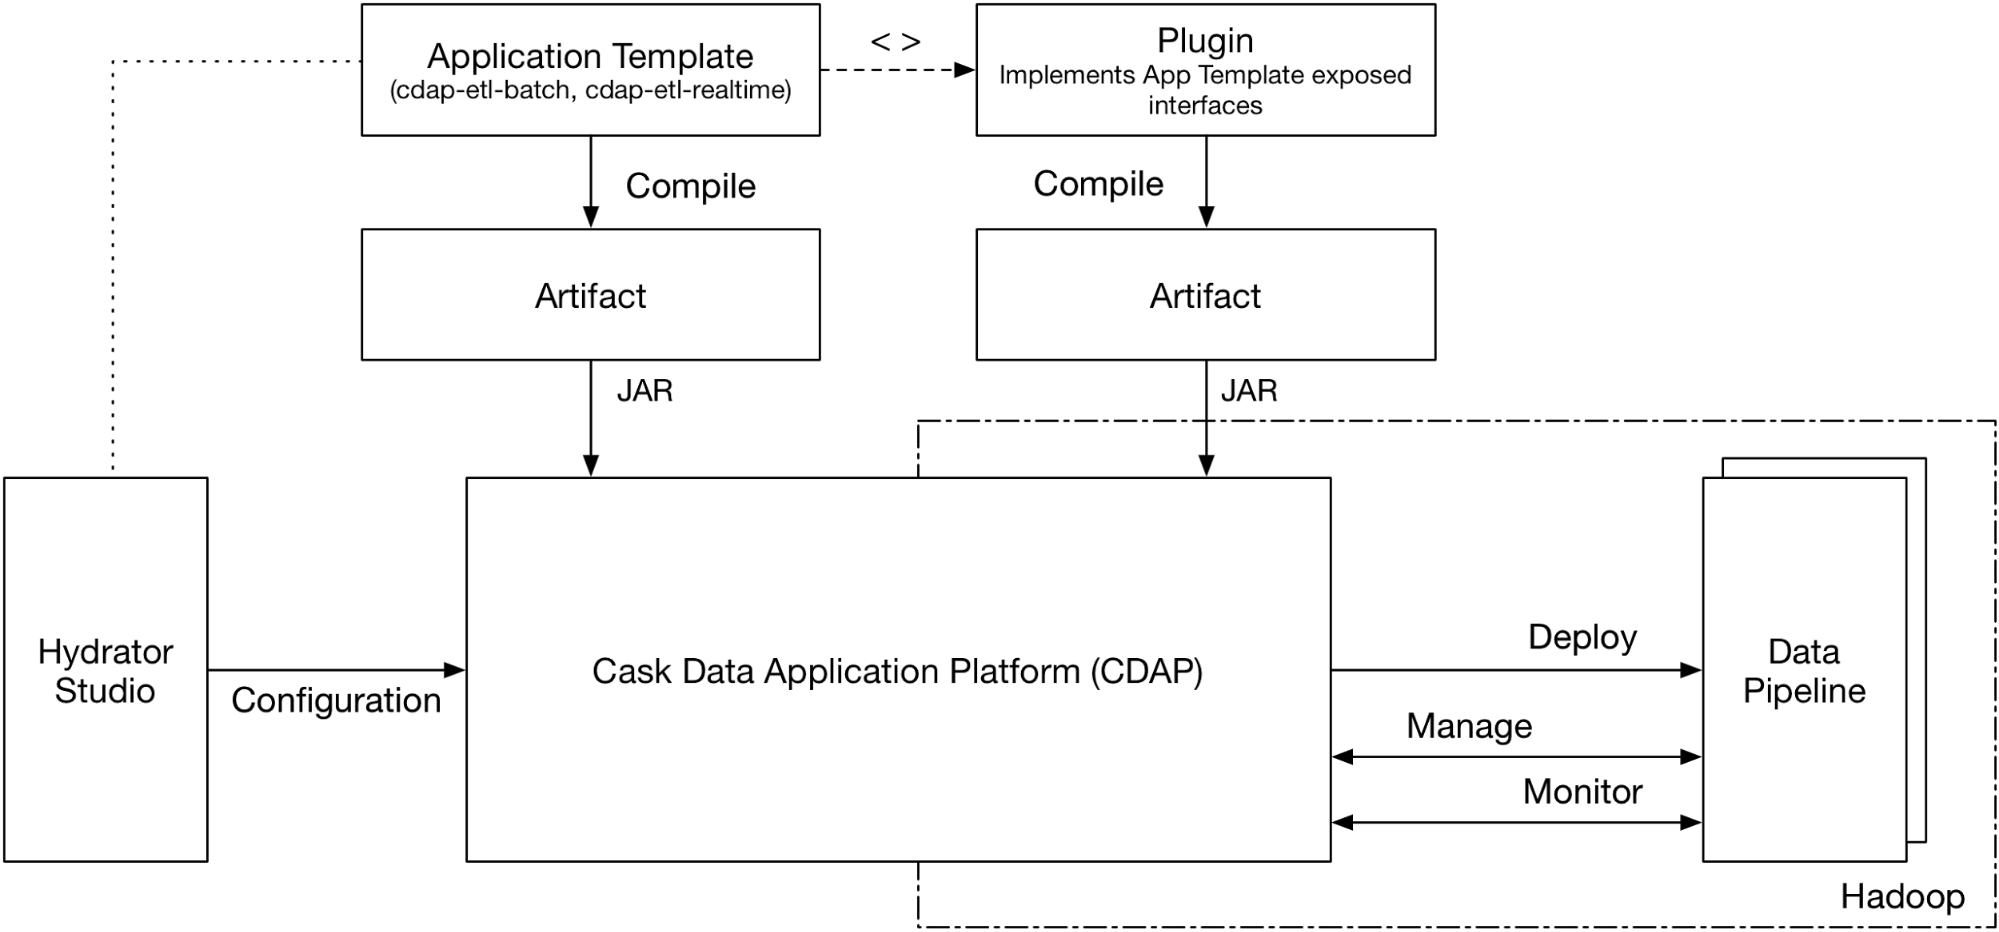 Application Template
(cdap-etl-batch, cdap-etl-realtime)
< >
Plugin
Implements App Template exposed
interfaces
Compile
Compile
Artifact
Artifact
JAR
JAR
Hydrator
Studio
Configuration
Cask Data Application Platform (CDAP)
Deploy
Manage
Monitor
Data
Pipeline
Hadoop